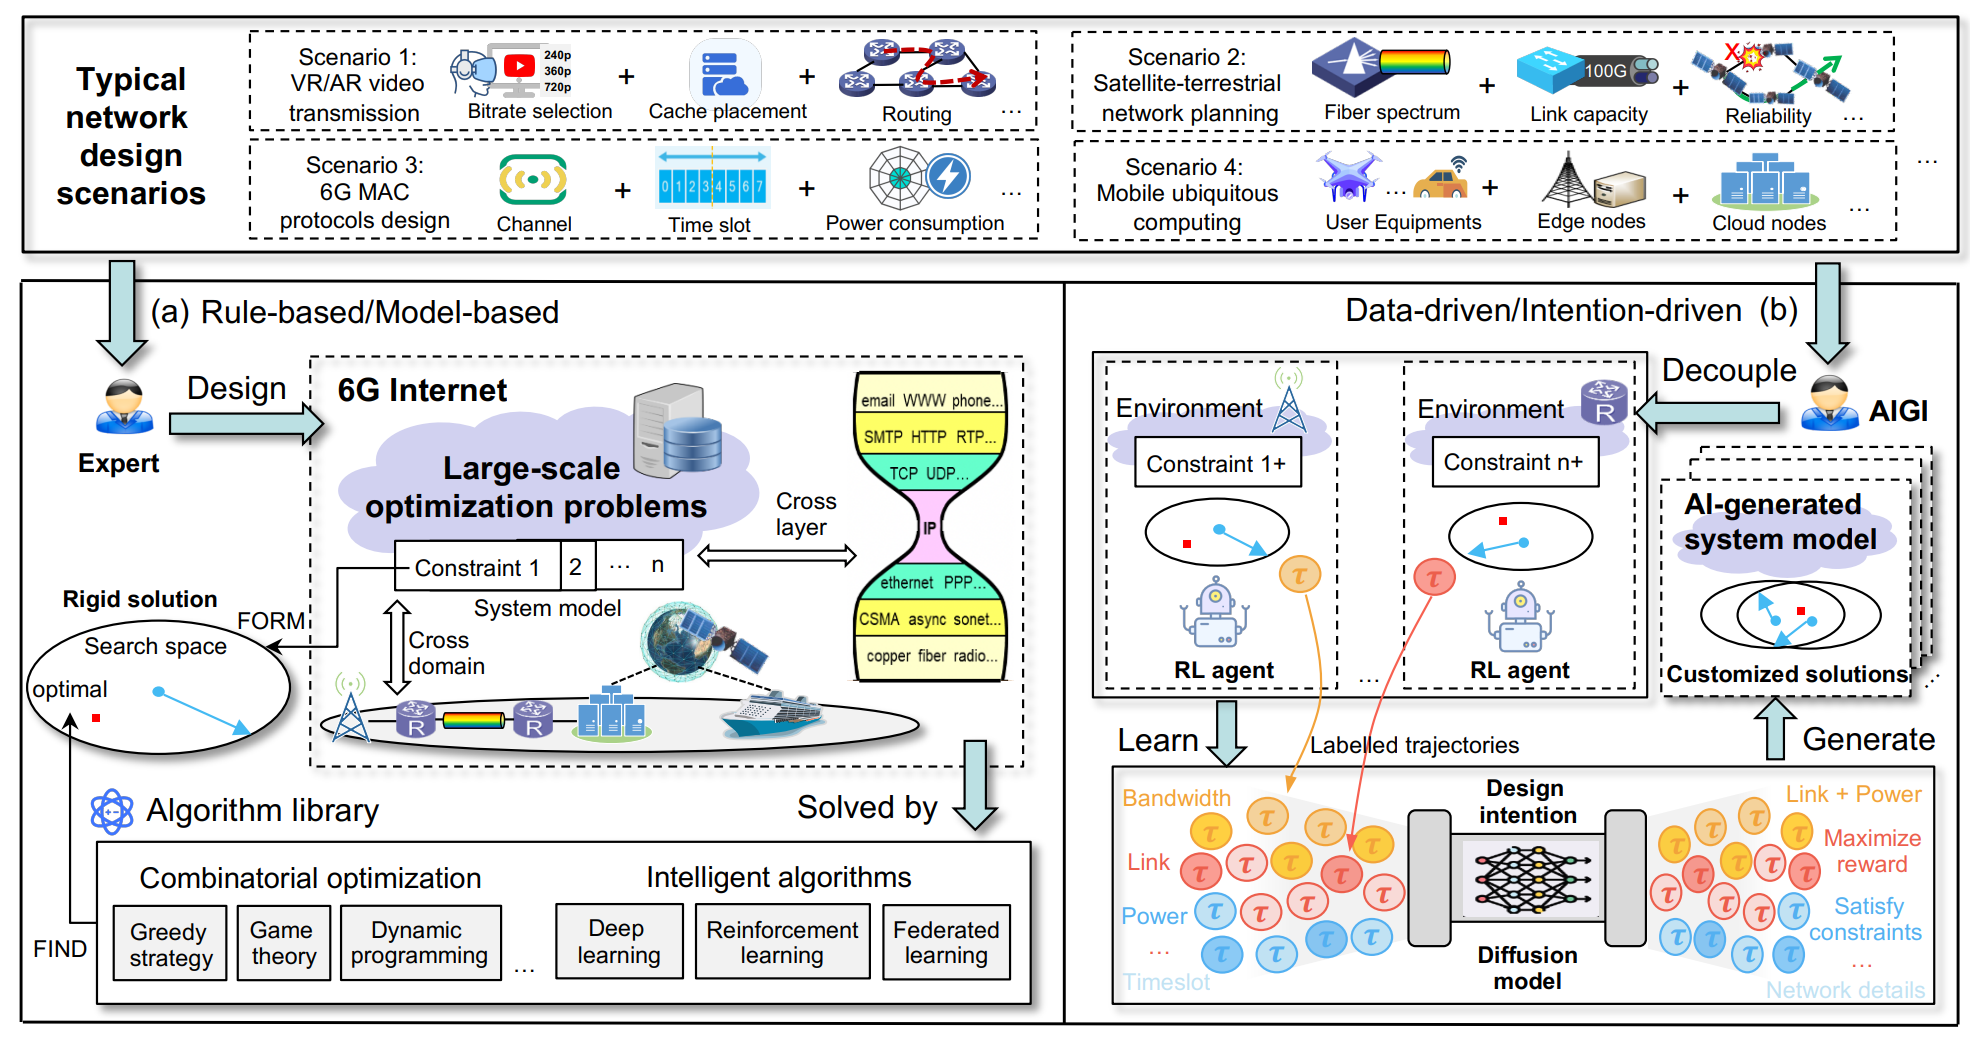 Typical
network
design
scenarios
Scenario 1:
VR/AR video
transmission
240p
360p
720p
Bitrate selection
+
Cache placement
+
Routing
...
Scenario 2:
Satellite-terrestrial
network planning
Fiber spectrum
+
100G
Link capacity
+
X
Reliability
...
Scenario 3:
6G MAC
protocols design
Channel
+
0 1 2 3 4 5 6 7
Time slot
+
Power consumption
...
Scenario 4:
Mobile ubiquitous
computing
...
User Equipments
+
Edge nodes
+
Cloud nodes
...
...
(a) Rule-based/Model-based
Expert
Design
6G Internet
Large-scale
optimization problems
Constraint 1 2 ... n
System model
Cross
layer
Cross
domain
email WWW phone...
SMTP HTTP RTP...
TCP UDP...
IP
ethernet PPP...
CSMA async sonet...
copper fiber radio...
R
R
Rigid solution
Search space
optimal
FORM
FIND
Solved by
Algorithm library
Combinatorial optimization
Greedy
strategy
Game
theory
Dynamic
programming
...
Intelligent algorithms
Deep
learning
Reinforcement
learning
Federated
learning
Data-driven/Intention-driven (b)
Decouple
AIGI
Environment
Constraint 1+
τ
RL agent
...
Environment
R
Constraint n+
τ
RL agent
AI-generated
system model
Customized solutions
...
Learn
Labelled trajectories
Generate
Bandwidth
Link
Power
...
Timeslot
τ τ τ τ
τ τ τ τ τ
τ τ τ
τ τ τ τ
Design
intention
Diffusion
model
τ τ τ τ
τ τ τ τ
τ τ τ τ
τ τ τ τ
Link + Power
Maximize
reward
Satisfy
constraints
...
Network details